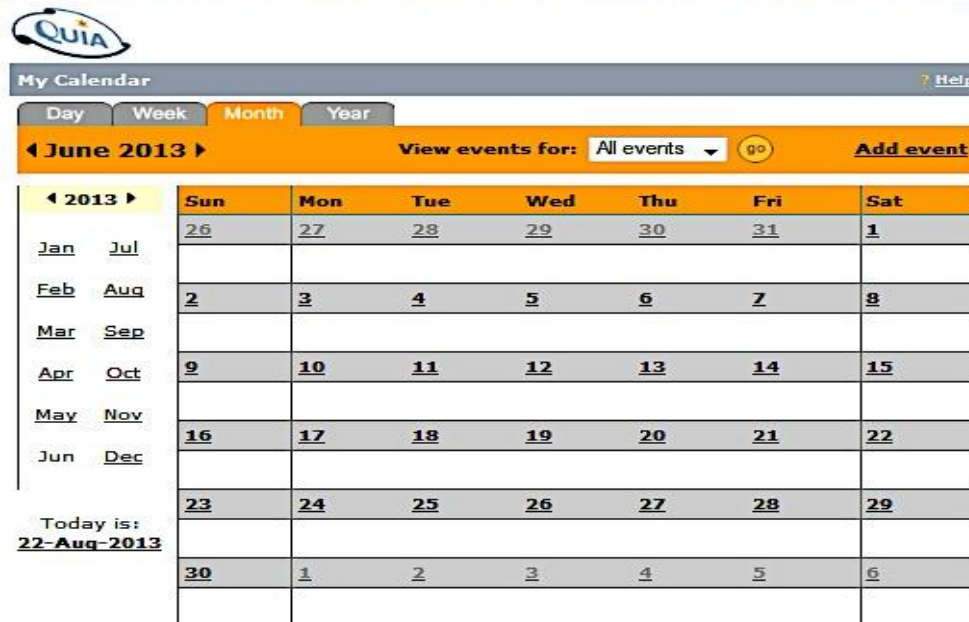 QUIA
My Calendar ? Help
Day Week Month Year
June 2013 View events for: All events go Add event
2013 Sun Mon Tue Wed Thu Fri Sat
26 27 28 29 30 31 1
Jan Jul
Feb Aug 2 3 4 5 6 7 8
Mar Sep
Apr Oct 9 10 11 12 13 14 15
May Nov
16 17 18 19 20 21 22
Jun Dec
23 24 25 26 27 28 29
Today is:
22-Aug-2013
30 1 2 3 4 5 6